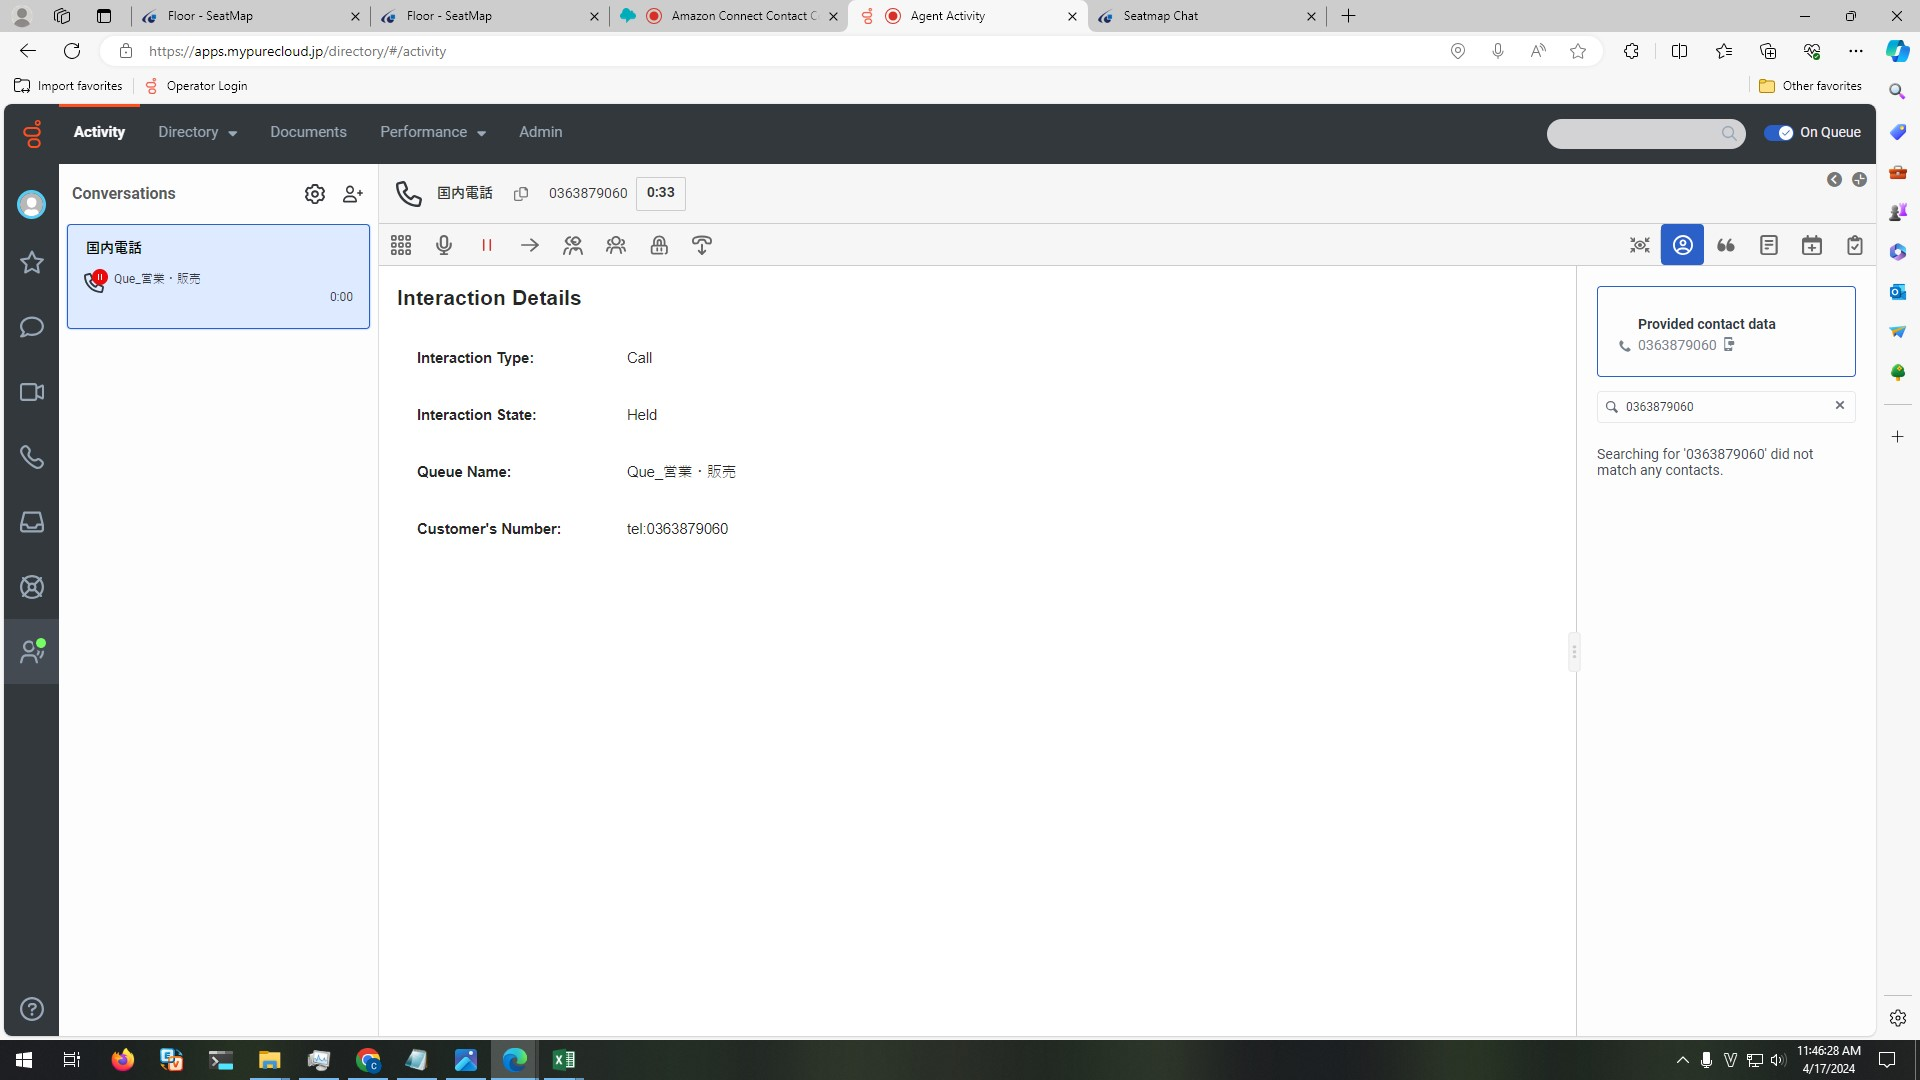 Floor - SeatMap
Floor - SeatMap
Amazon Connect Contact C
Agent Activity
Seatmap Chat
https://apps.mypurecloud.jp/directory/#/activity
Import favorites
Operator Login
Other favorites
Activity
Directory
Documents
Performance
Admin
On Queue
Conversations
国内電話
0363879060
0:33
国内電話
Que_営業・販売
0:00
Interaction Details
Interaction Type: Call
Interaction State: Held
Queue Name: Que_営業・販売
Customer's Number: tel:0363879060
Provided contact data
0363879060
0363879060
Searching for '0363879060' did not
match any contacts.
11:46:28 AM
4/17/2024